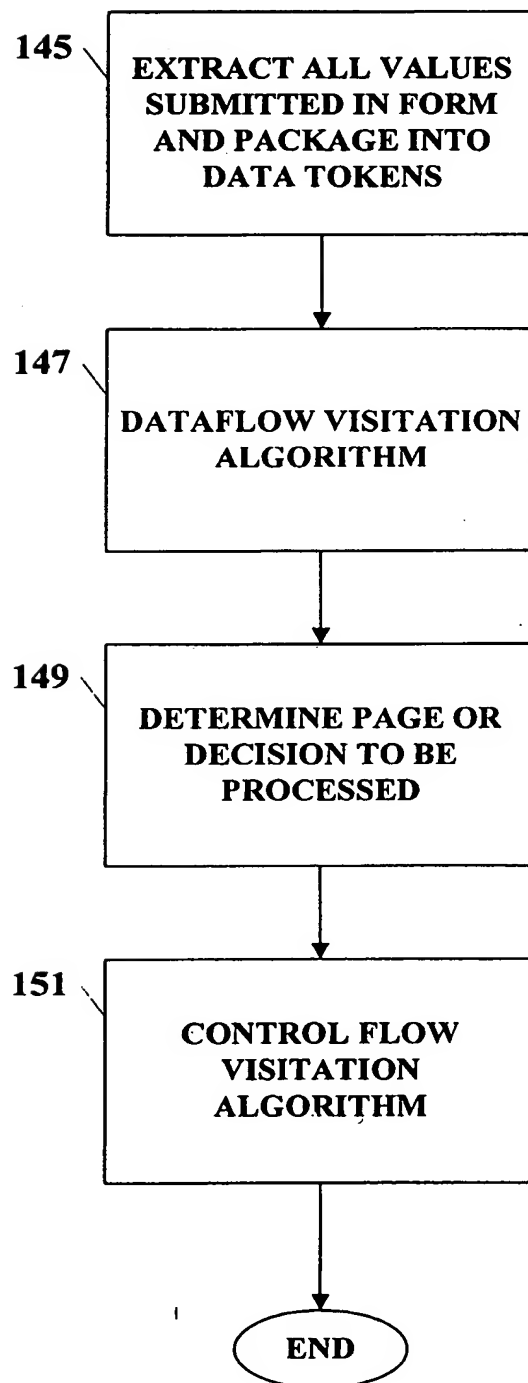 145
EXTRACT ALL VALUES
SUBMITTED IN FORM
AND PACKAGE INTO
DATA TOKENS
147
DATAFLOW VISITATION
ALGORITHM
149
DETERMINE PAGE OR
DECISION TO BE
PROCESSED
151
CONTROL FLOW
VISITATION
ALGORITHM
END